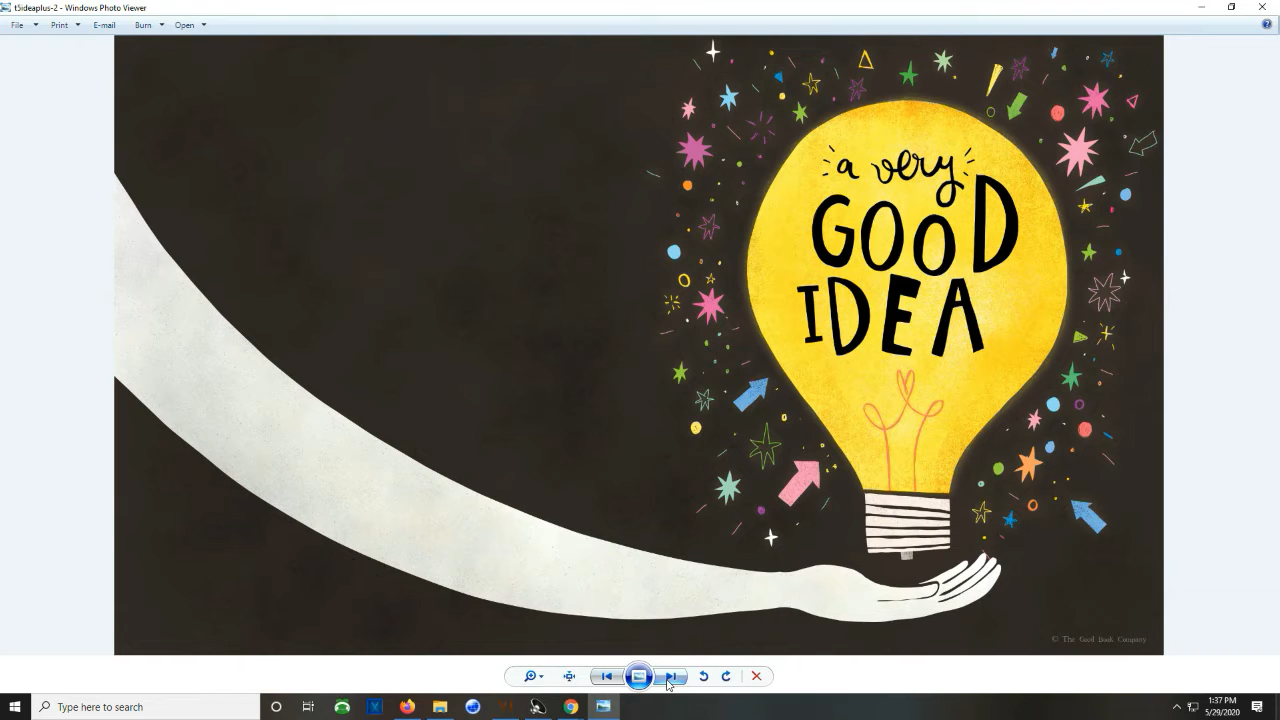 t5ideaplus-2 - Windows Photo Viewer
File Print E-mail Burn Open
a very
GOOD
IDEA
© The Good Book Company
Type here to search
1:37 PM
5/29/2020